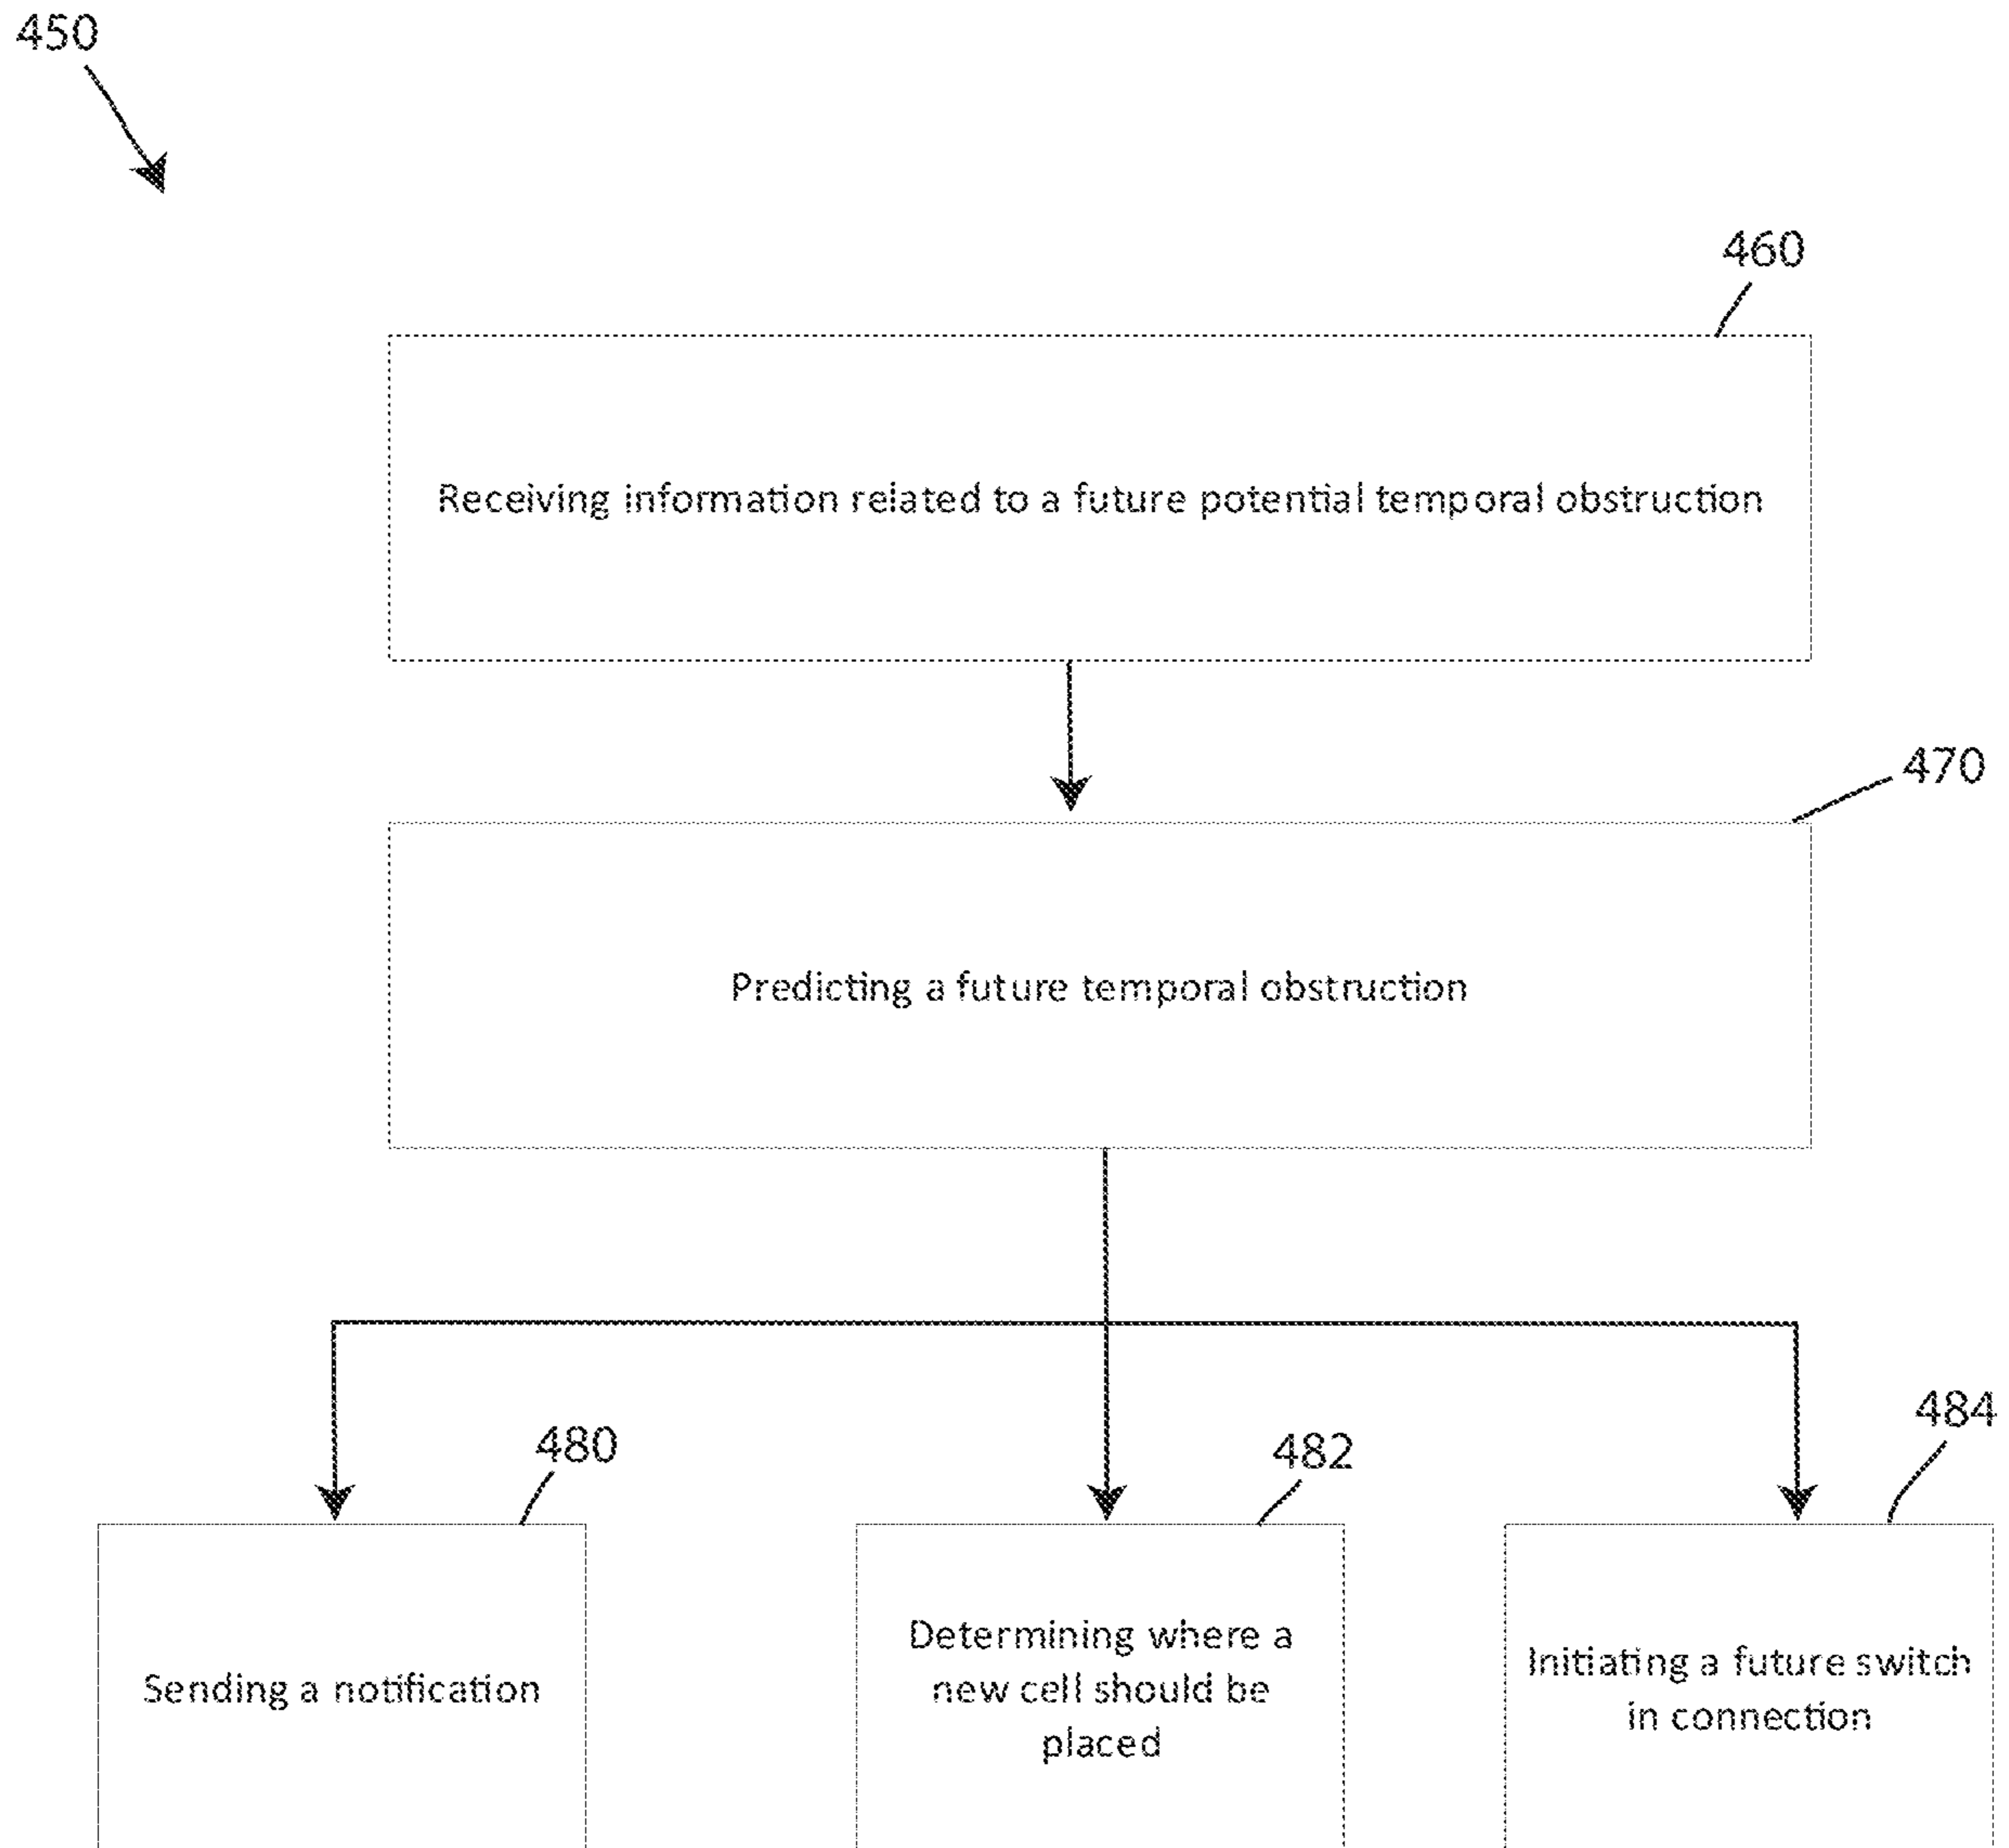 450
460
Receiving information related to a future potential temporal obstruction
470
Predicting a future temporal obstruction
480
482
484
Sending a notification
Determining where a
new cell should be
placed
Initiating a future switch
in connection